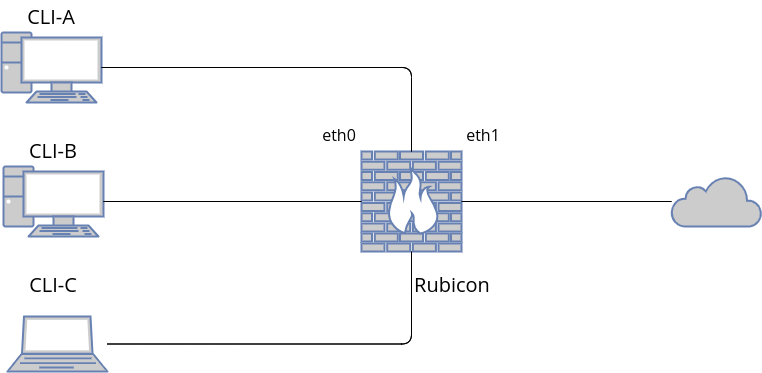 CLI-A
eth0
eth1
CLI-B
CLI-C
Rubicon